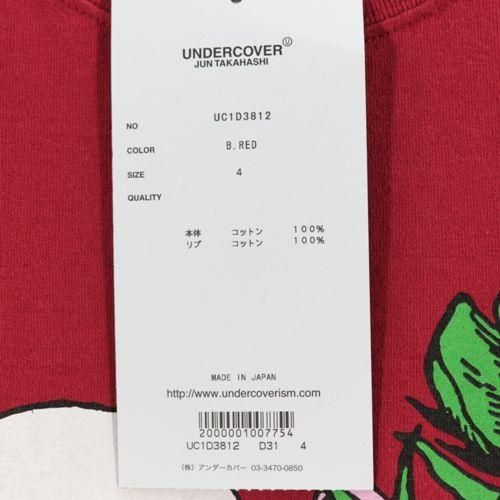 UNDERCOVER U
JUN TAKAHASHI
NO UC1D3812
COLOR B.RED
SIZE 4
QUALITY
本体 コットン 100%
リブ コットン 100%
MADE IN JAPAN
http://www.undercoverism.com
2000001007754
UC1D3812 D31 4
(株) アンダーカバー 03-3470-0850